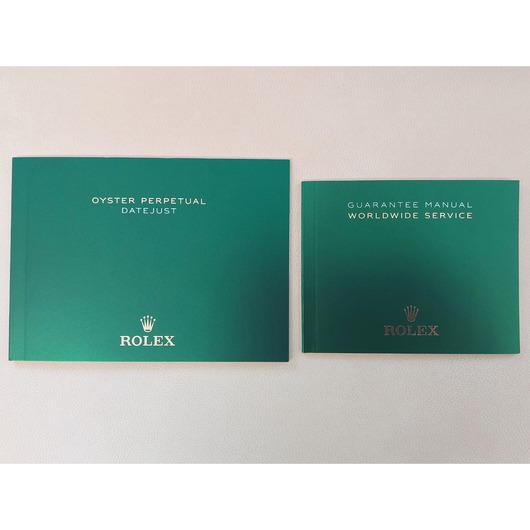 OYSTER PERPETUAL
DATEJUST
ROLEX
GUARANTEE MANUAL
WORLDWIDE SERVICE
ROLEX